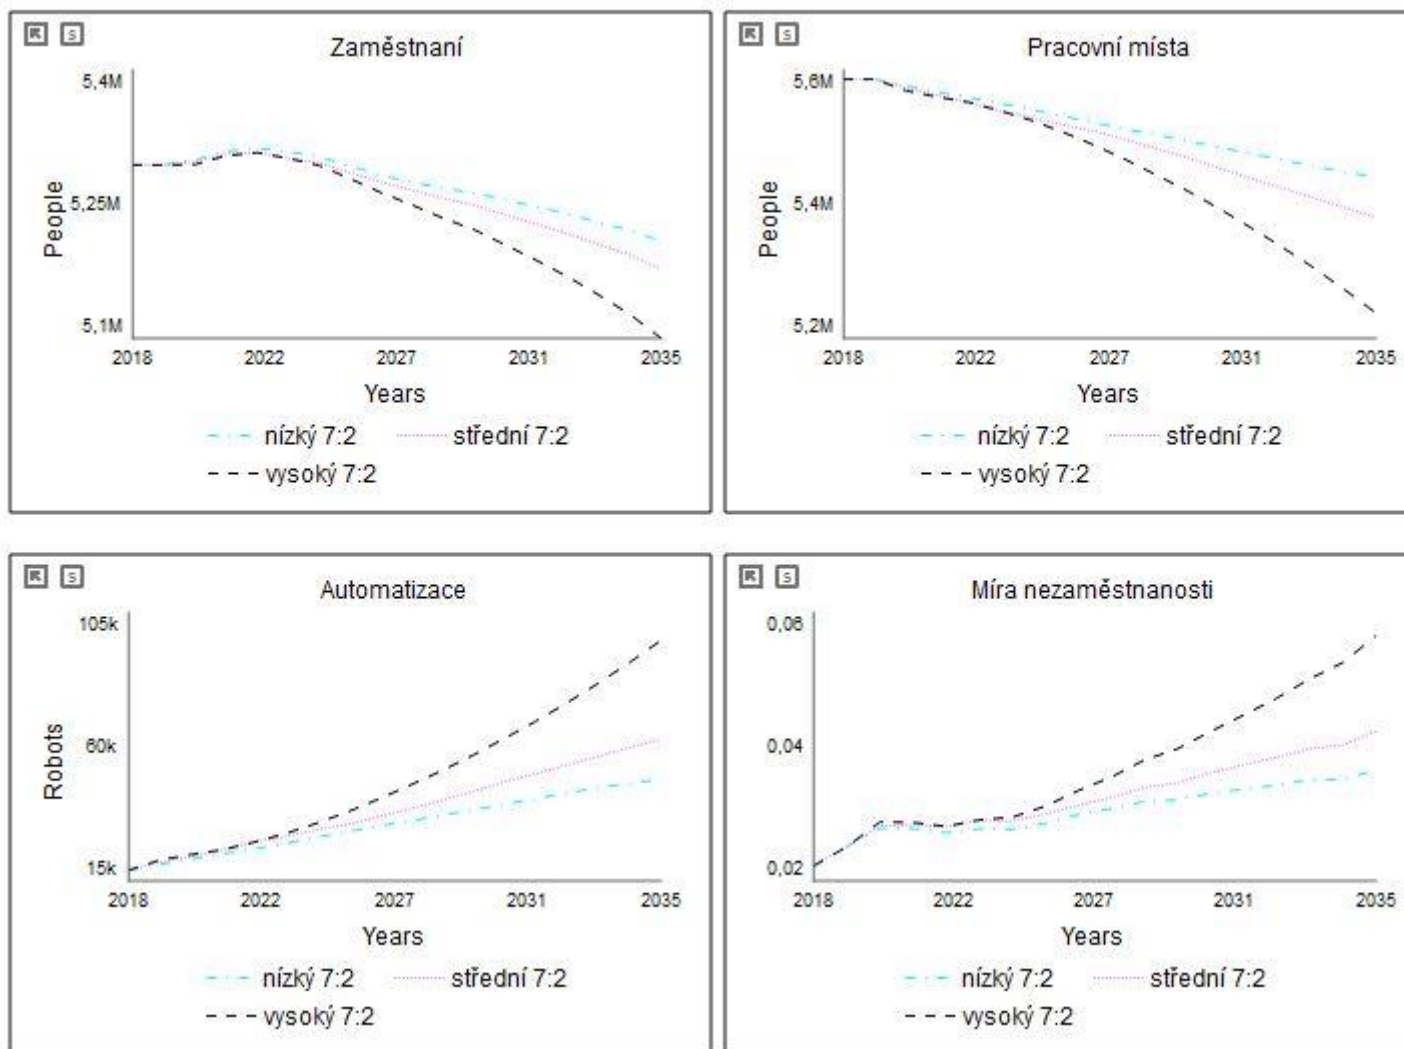 S
Zaměstnaní
5,4M
5,25M
5,1M
People
2018 2022 2027 2031 2035
Years
nízký 7:2 střední 7:2
vysoký 7:2
S
Pracovní místa
5,6M
5,4M
5,2M
People
2018 2022 2027 2031 2035
Years
nízký 7:2 střední 7:2
vysoký 7:2
S
Automatizace
105k
60k
15k
Robots
2018 2022 2027 2031 2035
Years
nízký 7:2 střední 7:2
vysoký 7:2
S
Míra nezaměstnanosti
0,06
0,04
0,02
2018 2022 2027 2031 2035
Years
nízký 7:2 střední 7:2
vysoký 7:2